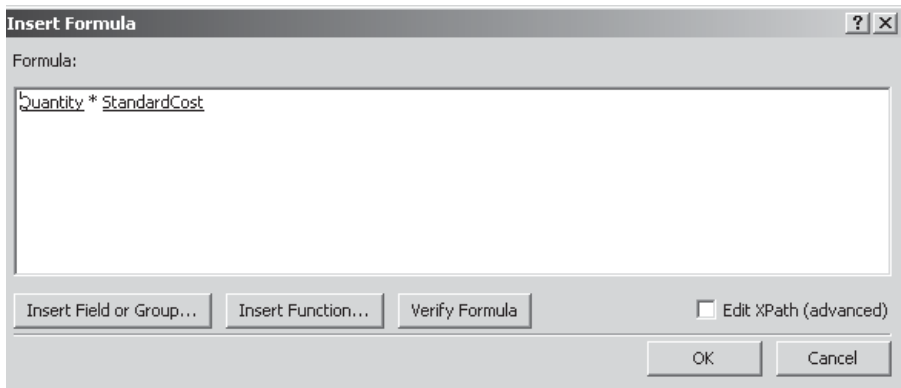 Insert Formula
Formula:
Quantity * StandardCost
Insert Field or Group... Insert Function... Verify Formula Edit XPath (advanced)
OK Cancel